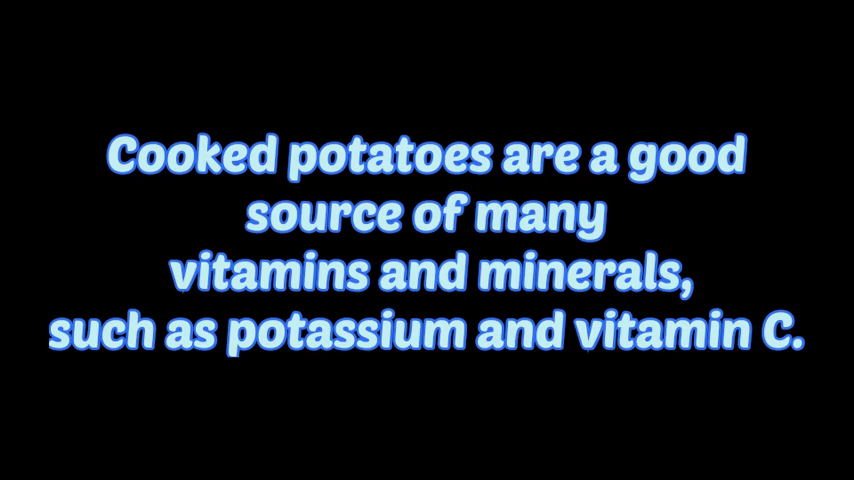 Cooked potatoes are a good
source of many
vitamins and minerals,
such as potassium and vitamin C.